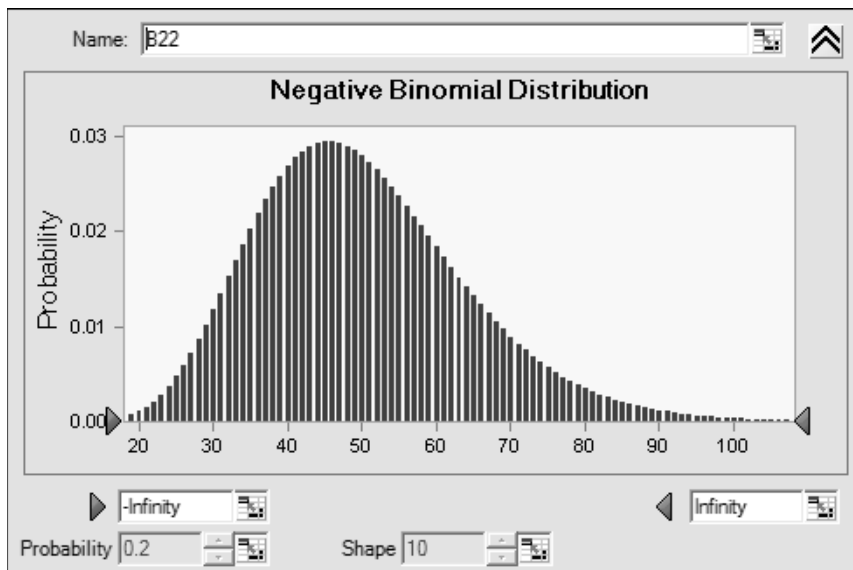 Name: B22
Negative Binomial Distribution
Probability
0.03
0.02
0.01
0.00
20 30 40 50 60 70 80 90 100
-Infinity Infinity
Probability 0.2 Shape 10